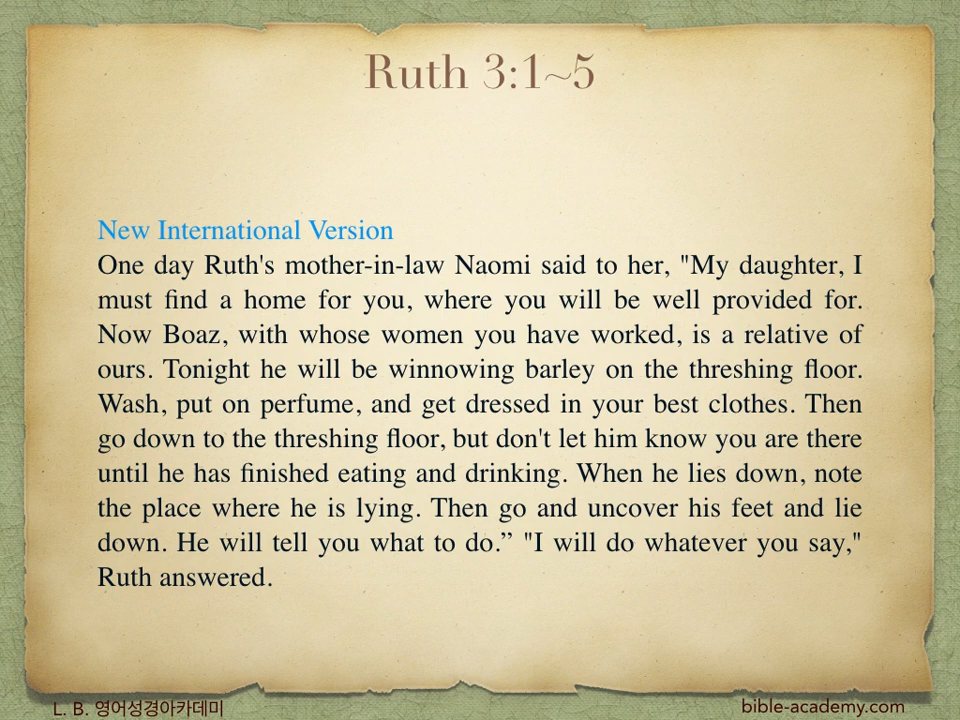 Ruth 3:1~5
New International Version
One day Ruth's mother-in-law Naomi said to her, "My daughter, I
must find a home for you, where you will be well provided for.
Now Boaz, with whose women you have worked, is a relative of
ours. Tonight he will be winnowing barley on the threshing floor.
Wash, put on perfume, and get dressed in your best clothes. Then
go down to the threshing floor, but don't let him know you are there
until he has finished eating and drinking. When he lies down, note
the place where he is lying. Then go and uncover his feet and lie
down. He will tell you what to do.” "I will do whatever you say,"
Ruth answered.
L. B. 영어성경아카데미
bible-academy.com